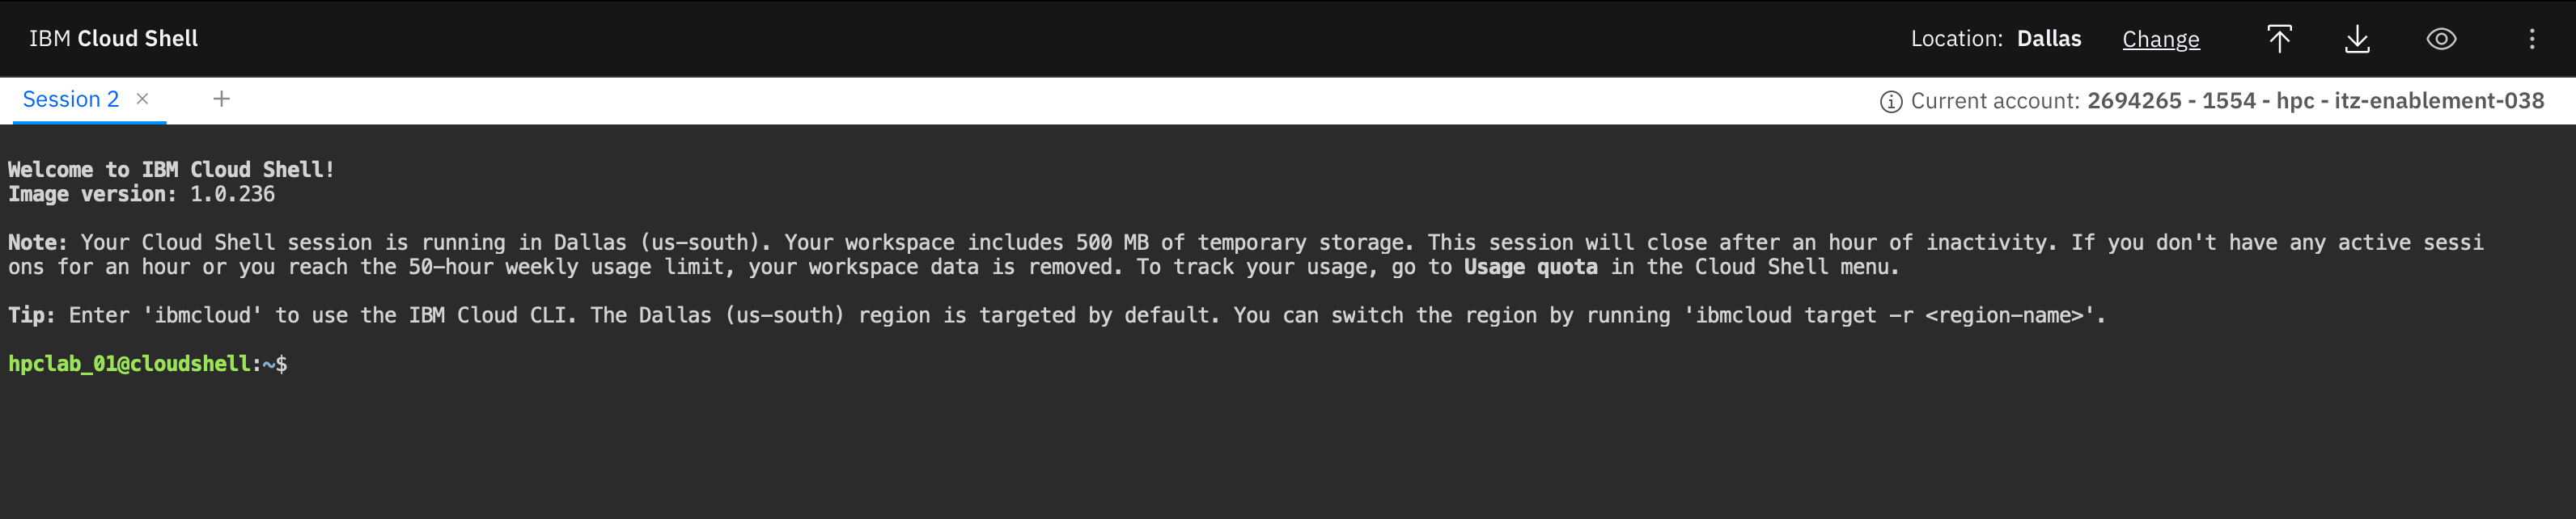 IBM Cloud Shell
Location: Dallas Change
Session 2 × +
Current account: 2694265 - 1554 - hpc - itz-enablement-038
Welcome to IBM Cloud Shell!
Image version: 1.0.236
Note: Your Cloud Shell session is running in Dallas (us-south). Your workspace includes 500 MB of temporary storage. This session will close after an hour of inactivity. If you don't have any active sessi
ons for an hour or you reach the 50-hour weekly usage limit, your workspace data is removed. To track your usage, go to Usage quota in the Cloud Shell menu.
Tip: Enter 'ibmcloud' to use the IBM Cloud CLI. The Dallas (us-south) region is targeted by default. You can switch the region by running 'ibmcloud target -r <region-name>'.
hpclab_01@cloudshell:~$